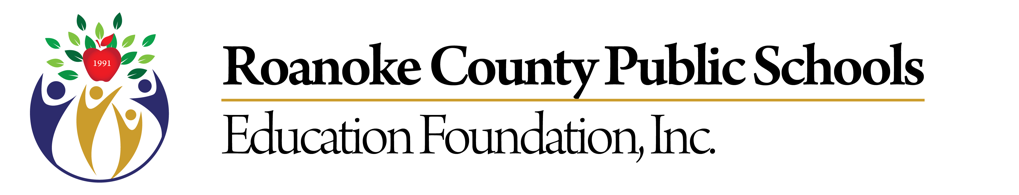 1991
Roanoke County Public Schools
Education Foundation, Inc.